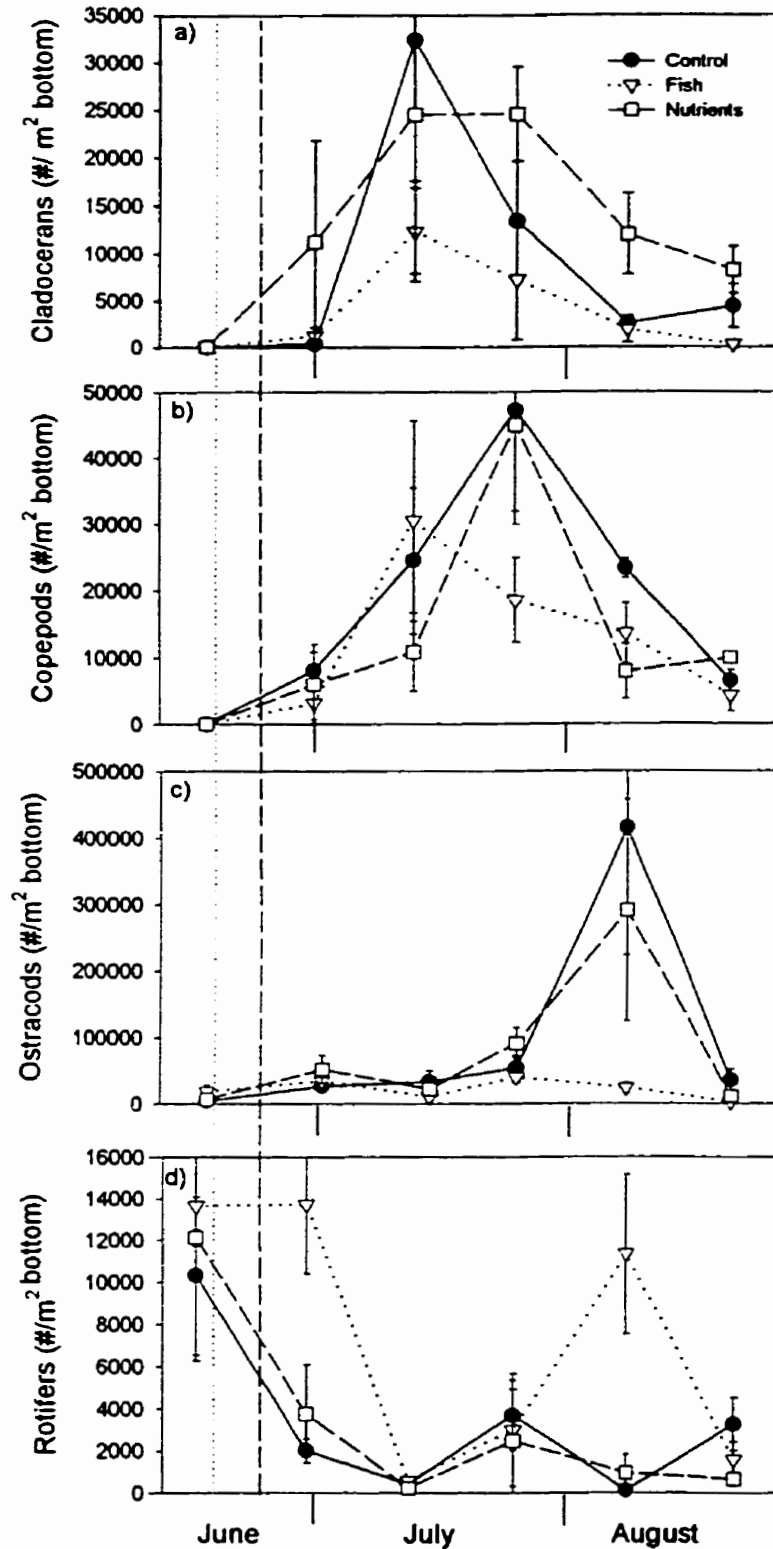 a)
Control
Fish
Nutrients
35000
30000
25000
20000
15000
10000
5000
0
Cladocerans (#/ m² bottom)
b)
50000
40000
30000
20000
10000
0
Copepods (#/m² bottom)
c)
500000
400000
300000
200000
100000
0
Ostracods (#/m² bottom)
d)
16000
14000
12000
10000
8000
6000
4000
2000
0
Rotifers (#/m² bottom)
June July August